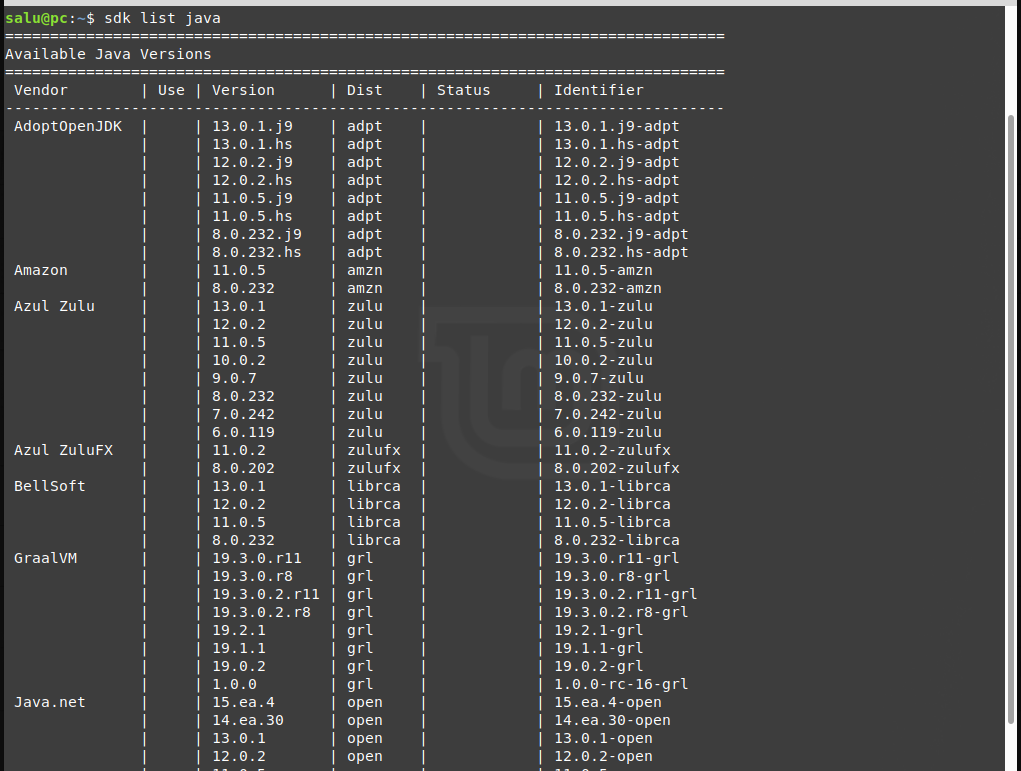 salu@pc:~$ sdk list java
================================================================================
Available Java Versions
================================================================================
 Vendor        | Use | Version      | Dist    | Status     | Identifier
--------------------------------------------------------------------------------
 AdoptOpenJDK  |     | 13.0.1.j9    | adpt    |            | 13.0.1.j9-adpt
               |     | 13.0.1.hs    | adpt    |            | 13.0.1.hs-adpt
               |     | 12.0.2.j9    | adpt    |            | 12.0.2.j9-adpt
               |     | 12.0.2.hs    | adpt    |            | 12.0.2.hs-adpt
               |     | 11.0.5.j9    | adpt    |            | 11.0.5.j9-adpt
               |     | 11.0.5.hs    | adpt    |            | 11.0.5.hs-adpt
               |     | 8.0.232.j9   | adpt    |            | 8.0.232.j9-adpt
               |     | 8.0.232.hs   | adpt    |            | 8.0.232.hs-adpt
 Amazon        |     | 11.0.5       | amzn    |            | 11.0.5-amzn
               |     | 8.0.232      | amzn    |            | 8.0.232-amzn
 Azul Zulu     |     | 13.0.1       | zulu    |            | 13.0.1-zulu
               |     | 12.0.2       | zulu    |            | 12.0.2-zulu
               |     | 11.0.5       | zulu    |            | 11.0.5-zulu
               |     | 10.0.2       | zulu    |            | 10.0.2-zulu
               |     | 9.0.7        | zulu    |            | 9.0.7-zulu
               |     | 8.0.232      | zulu    |            | 8.0.232-zulu
               |     | 7.0.242      | zulu    |            | 7.0.242-zulu
               |     | 6.0.119      | zulu    |            | 6.0.119-zulu
 Azul ZuluFX   |     | 11.0.2       | zulufx  |            | 11.0.2-zulufx
               |     | 8.0.202      | zulufx  |            | 8.0.202-zulufx
 BellSoft      |     | 13.0.1       | librca  |            | 13.0.1-librca
               |     | 12.0.2       | librca  |            | 12.0.2-librca
               |     | 11.0.5       | librca  |            | 11.0.5-librca
               |     | 8.0.232      | librca  |            | 8.0.232-librca
 GraalVM       |     | 19.3.0.r11   | grl     |            | 19.3.0.r11-grl
               |     | 19.3.0.r8    | grl     |            | 19.3.0.r8-grl
               |     | 19.3.0.2.r11 | grl     |            | 19.3.0.2.r11-grl
               |     | 19.3.0.2.r8  | grl     |            | 19.3.0.2.r8-grl
               |     | 19.2.1       | grl     |            | 19.2.1-grl
               |     | 19.1.1       | grl     |            | 19.1.1-grl
               |     | 19.0.2       | grl     |            | 19.0.2-grl
               |     | 1.0.0        | grl     |            | 1.0.0-rc-16-grl
 Java.net      |     | 15.ea.4      | open    |            | 15.ea.4-open
               |     | 14.ea.30     | open    |            | 14.ea.30-open
               |     | 13.0.1       | open    |            | 13.0.1-open
               |     | 12.0.2       | open    |            | 12.0.2-open